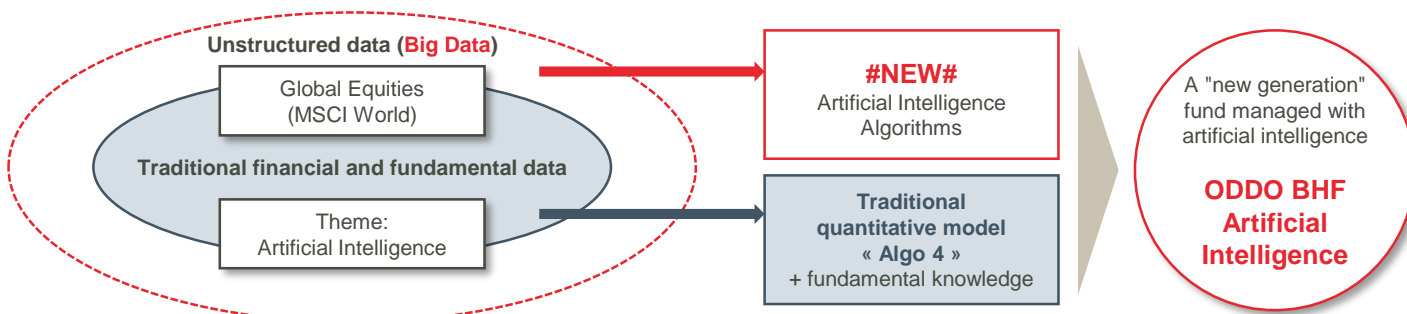 Unstructured data (Big Data)
Global Equities
(MSCI World)
Traditional financial and fundamental data
Theme:
Artificial Intelligence
#NEW#
Artificial Intelligence
Algorithms
Traditional
quantitative model
« Algo 4 »
+ fundamental knowledge
A "new generation"
fund managed with
artificial intelligence
ODDO BHF
Artificial
Intelligence